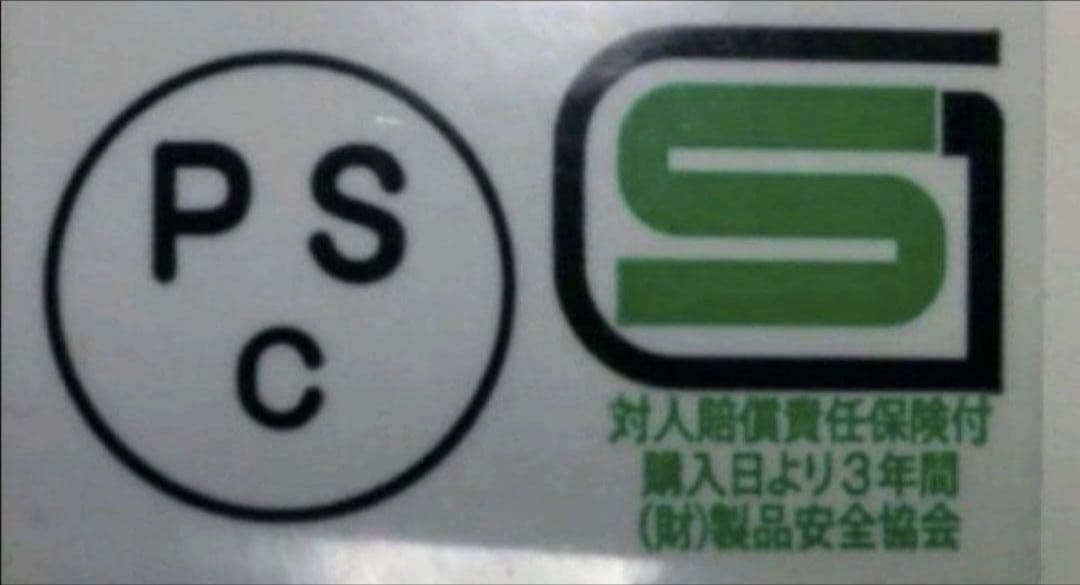 P S
C
SG
対人賠償責任保険付
購入日より3年間
(財)製品安全協会